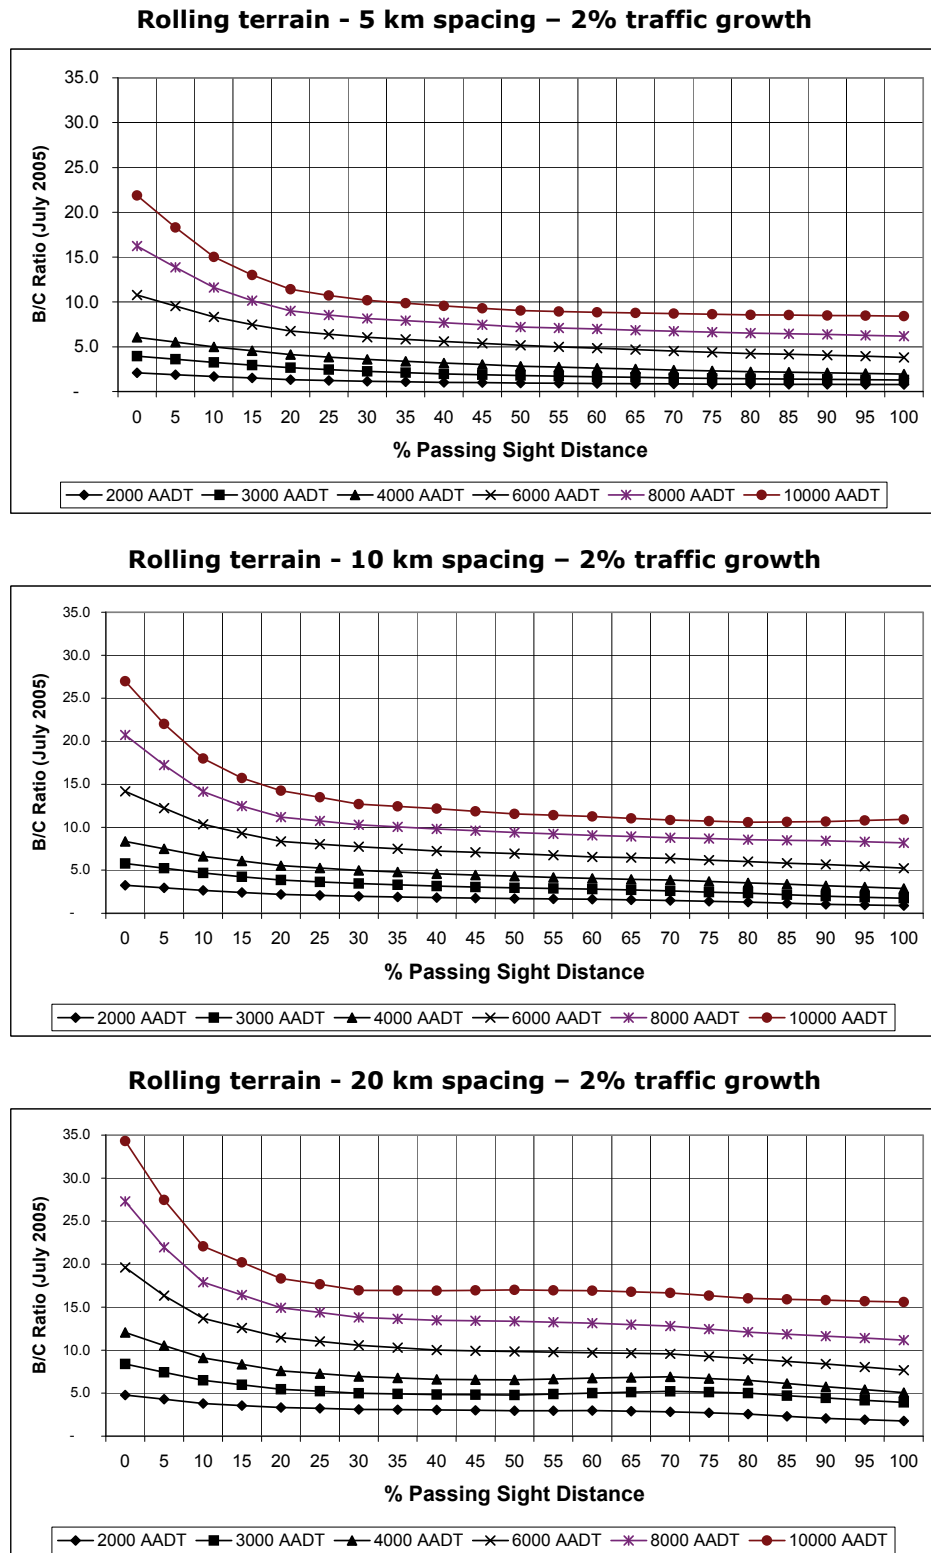 Rolling terrain - 5 km spacing – 2% traffic growth
35.0
30.0
25.0
20.0
15.0
10.0
5.0
-
B/C Ratio (July 2005)
0 5 10 15 20 25 30 35 40 45 50 55 60 65 70 75 80 85 90 95 100
% Passing Sight Distance
2000 AADT 3000 AADT 4000 AADT 6000 AADT 8000 AADT 10000 AADT
Rolling terrain - 10 km spacing – 2% traffic growth
35.0
30.0
25.0
20.0
15.0
10.0
5.0
-
B/C Ratio (July 2005)
0 5 10 15 20 25 30 35 40 45 50 55 60 65 70 75 80 85 90 95 100
% Passing Sight Distance
2000 AADT 3000 AADT 4000 AADT 6000 AADT 8000 AADT 10000 AADT
Rolling terrain - 20 km spacing – 2% traffic growth
35.0
30.0
25.0
20.0
15.0
10.0
5.0
-
B/C Ratio (July 2005)
0 5 10 15 20 25 30 35 40 45 50 55 60 65 70 75 80 85 90 95 100
% Passing Sight Distance
2000 AADT 3000 AADT 4000 AADT 6000 AADT 8000 AADT 10000 AADT